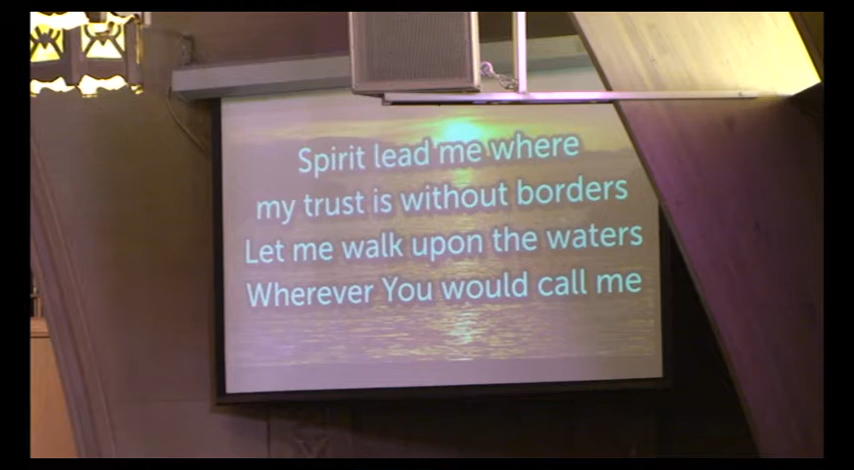 Spirit lead me where
my trust is without borders
Let me walk upon the waters
Wherever You would call me